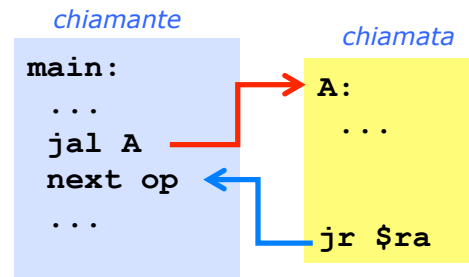 chiamante
main:
...
jal A
next op
...
chiamata
A:
...
jr $ra